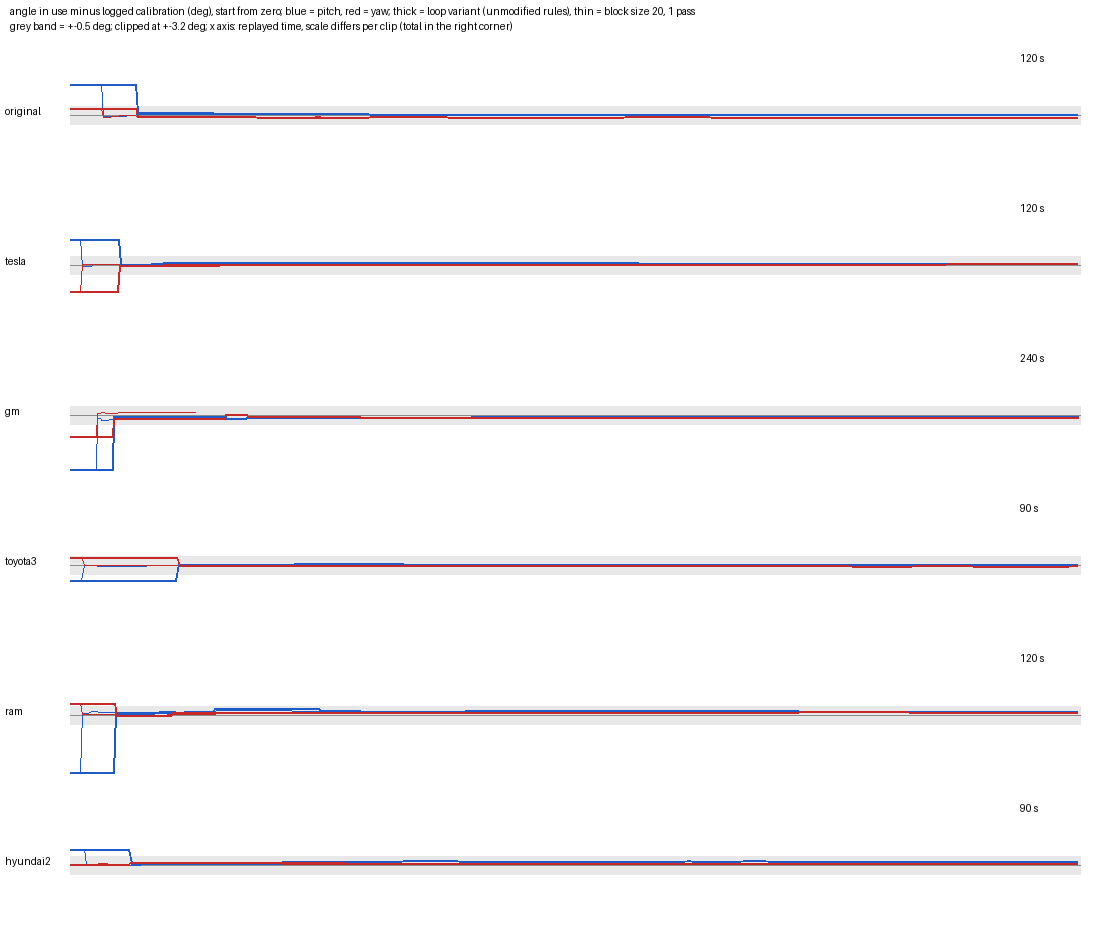 angle in use minus logged calibration (deg), start from zero; blue = pitch, red = yaw; thick = loop variant (unmodified rules), thin = block size 20, 1 pass
grey band = +-0.5 deg; clipped at +-3.2 deg; x axis: replayed time, scale differs per clip (total in the right corner)
120 s
original
120 s
tesla
240 s
gm
90 s
toyota3
120 s
ram
90 s
hyundai2